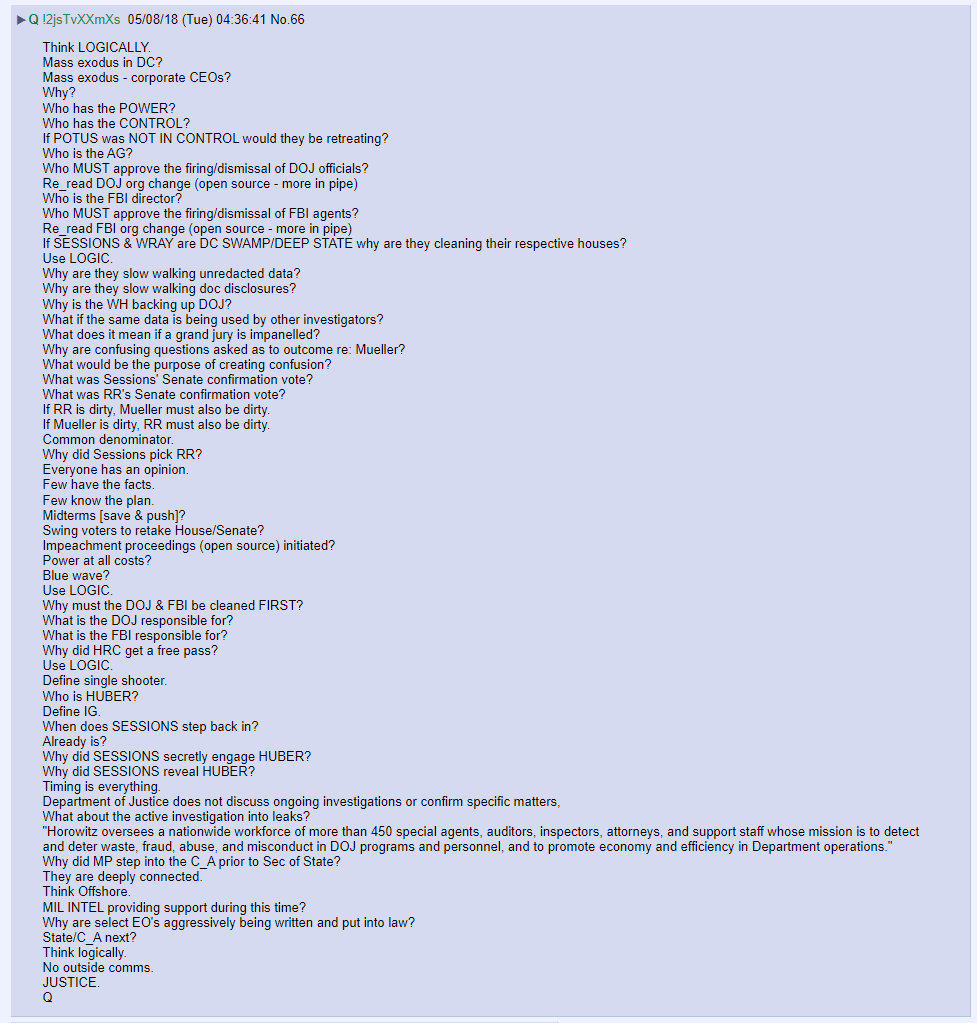 ▶Q !2jsTvXXmXs 05/08/18 (Tue) 04:36:41 No.66
Think LOGICALLY.
Mass exodus in DC?
Mass exodus - corporate CEOs?
Why?
Who has the POWER?
Who has the CONTROL?
If POTUS was NOT IN CONTROL would they be retreating?
Who is the AG?
Who MUST approve the firing/dismissal of DOJ officials?
Re_read DOJ org change (open source - more in pipe)
Who is the FBI director?
Who MUST approve the firing/dismissal of FBI agents?
Re_read FBI org change (open source - more in pipe)
If SESSIONS & WRAY are DC SWAMP/DEEP STATE why are they cleaning their respective houses?
Use LOGIC.
Why are they slow walking unredacted data?
Why are they slow walking doc disclosures?
Why is the WH backing up DOJ?
What if the same data is being used by other investigators?
What does it mean if a grand jury is impanelled?
Why are confusing questions asked as to outcome re: Mueller?
What would be the purpose of creating confusion?
What was Sessions' Senate confirmation vote?
What was RR's Senate confirmation vote?
If RR is dirty, Mueller must also be dirty.
If Mueller is dirty, RR must also be dirty.
Common denominator.
Why did Sessions pick RR?
Everyone has an opinion.
Few have the facts.
Few know the plan.
Midterms [save & push]?
Swing voters to retake House/Senate?
Impeachment proceedings (open source) initiated?
Power at all costs?
Blue wave?
Use LOGIC.
Why must the DOJ & FBI be cleaned FIRST?
What is the DOJ responsible for?
What is the FBI responsible for?
Why did HRC get a free pass?
Use LOGIC.
Define single shooter.
Who is HUBER?
Define IG.
When does SESSIONS step back in?
Already is?
Why did SESSIONS secretly engage HUBER?
Why did SESSIONS reveal HUBER?
Timing is everything.
Department of Justice does not discuss ongoing investigations or confirm specific matters,
What about the active investigation into leaks?
"Horowitz oversees a nationwide workforce of more than 450 special agents, auditors, inspectors, attorneys, and support staff whose mission is to detect
and deter waste, fraud, abuse, and misconduct in DOJ programs and personnel, and to promote economy and efficiency in Department operations."
Why did MP step into the C_A prior to Sec of State?
They are deeply connected.
Think Offshore.
MIL INTEL providing support during this time?
Why are select EO's aggressively being written and put into law?
State/C_A next?
Think logically.
No outside comms.
JUSTICE.
Q